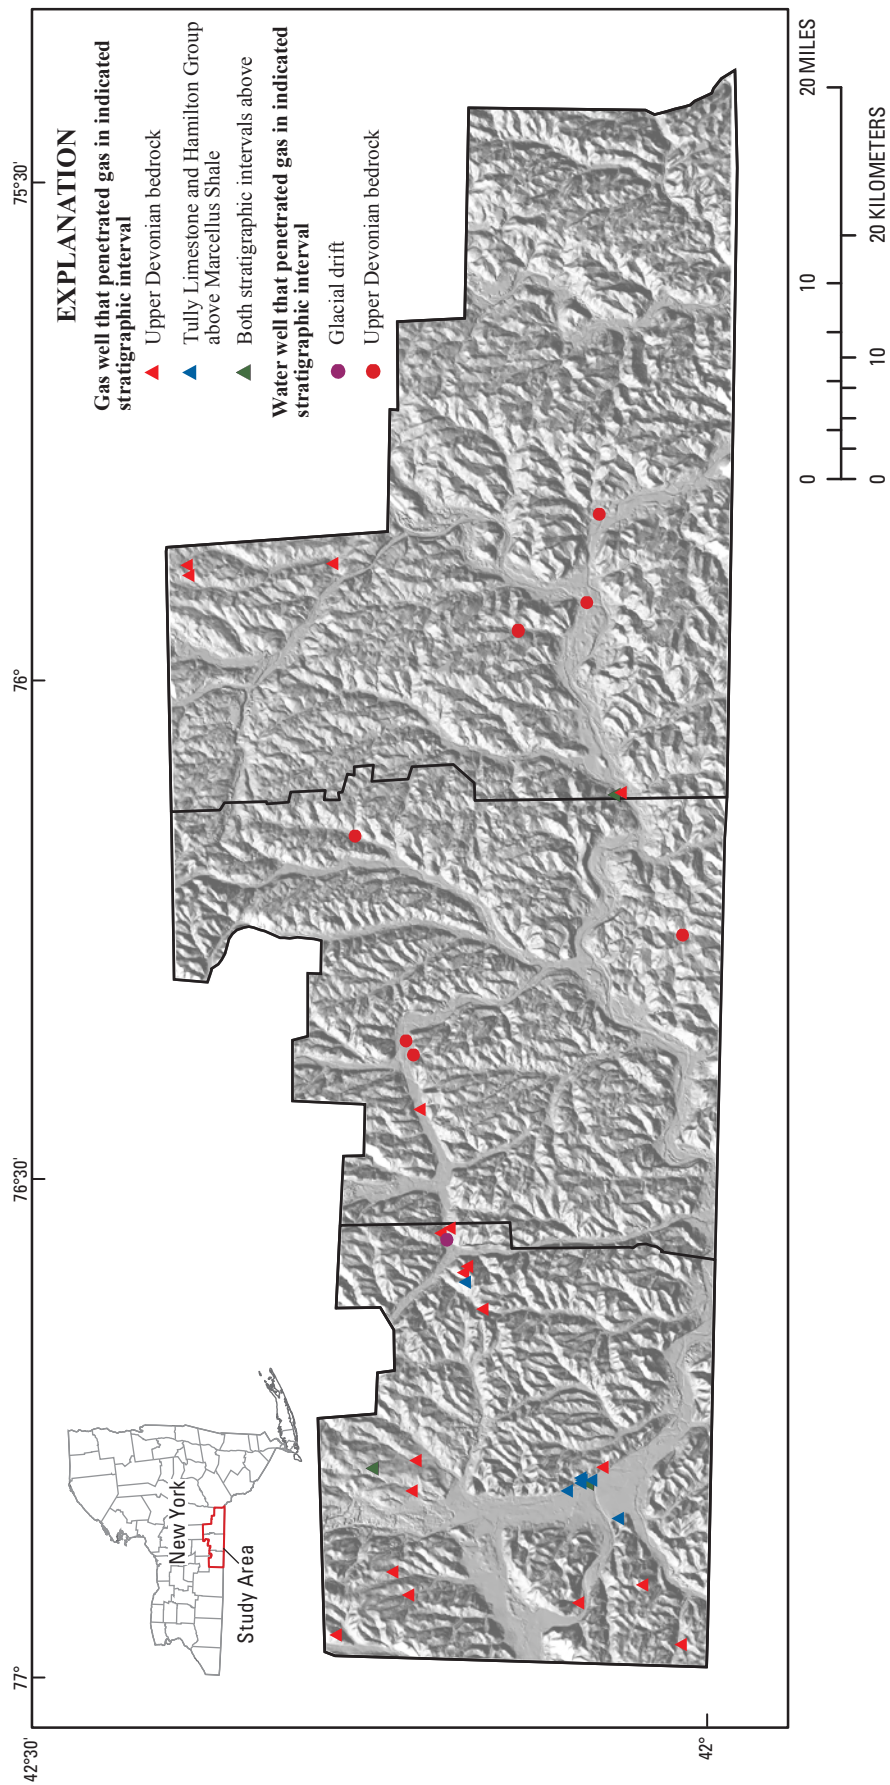 42°30'
77°
76°30'
76°
75°30'
42°
New York
Study Area
EXPLANATION
Gas well that penetrated gas in indicated
stratigraphic interval
Upper Devonian bedrock
Tully Limestone and Hamilton Group
above Marcellus Shale
Both stratigraphic intervals above
Water well that penetrated gas in indicated
stratigraphic interval
Glacial drift
Upper Devonian bedrock
0 10 20 MILES
0 10 20 KILOMETERS